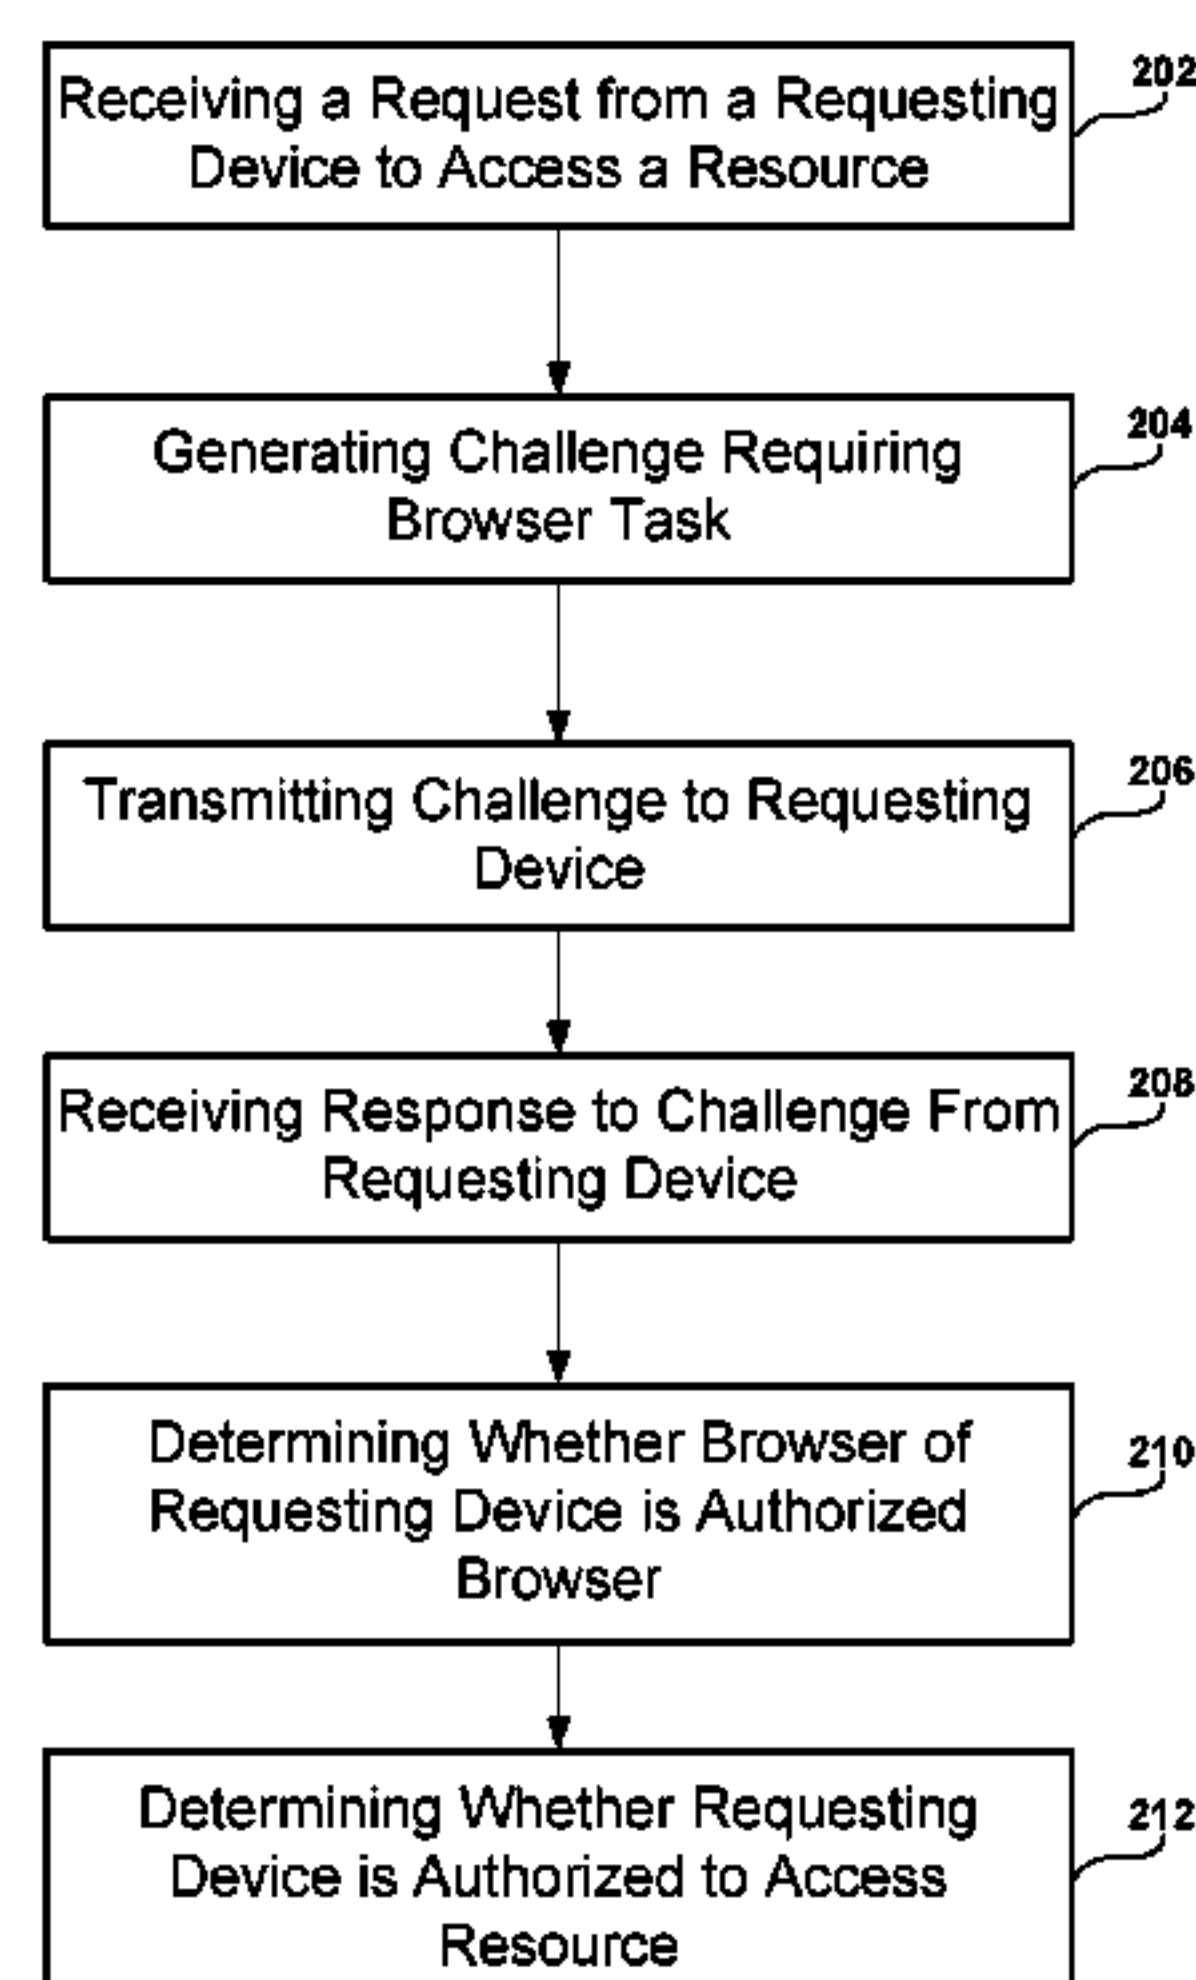 202
Receiving a Request from a Requesting
Device to Access a Resource
204
Generating Challenge Requiring
Browser Task
206
Transmitting Challenge to Requesting
Device
208
Receiving Response to Challenge From
Requesting Device
210
Determining Whether Browser of
Requesting Device is Authorized
Browser
212
Determining Whether Requesting
Device is Authorized to Access
Resource